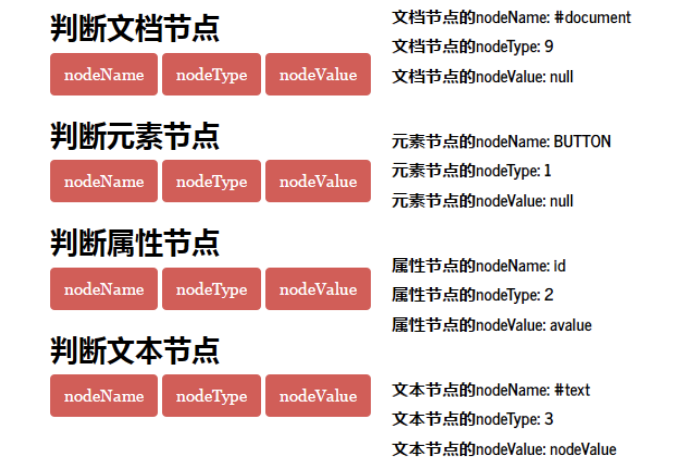 判断文档节点
nodeName nodeType nodeValue
判断元素节点
nodeName nodeType nodeValue
判断属性节点
nodeName nodeType nodeValue
判断文本节点
nodeName nodeType nodeValue
文档节点的nodeName: #document
文档节点的nodeType: 9
文档节点的nodeValue: null
元素节点的nodeName: BUTTON
元素节点的nodeType: 1
元素节点的nodeValue: null
属性节点的nodeName: id
属性节点的nodeType: 2
属性节点的nodeValue: avalue
文本节点的nodeName: #text
文本节点的nodeType: 3
文本节点的nodeValue: nodeValue